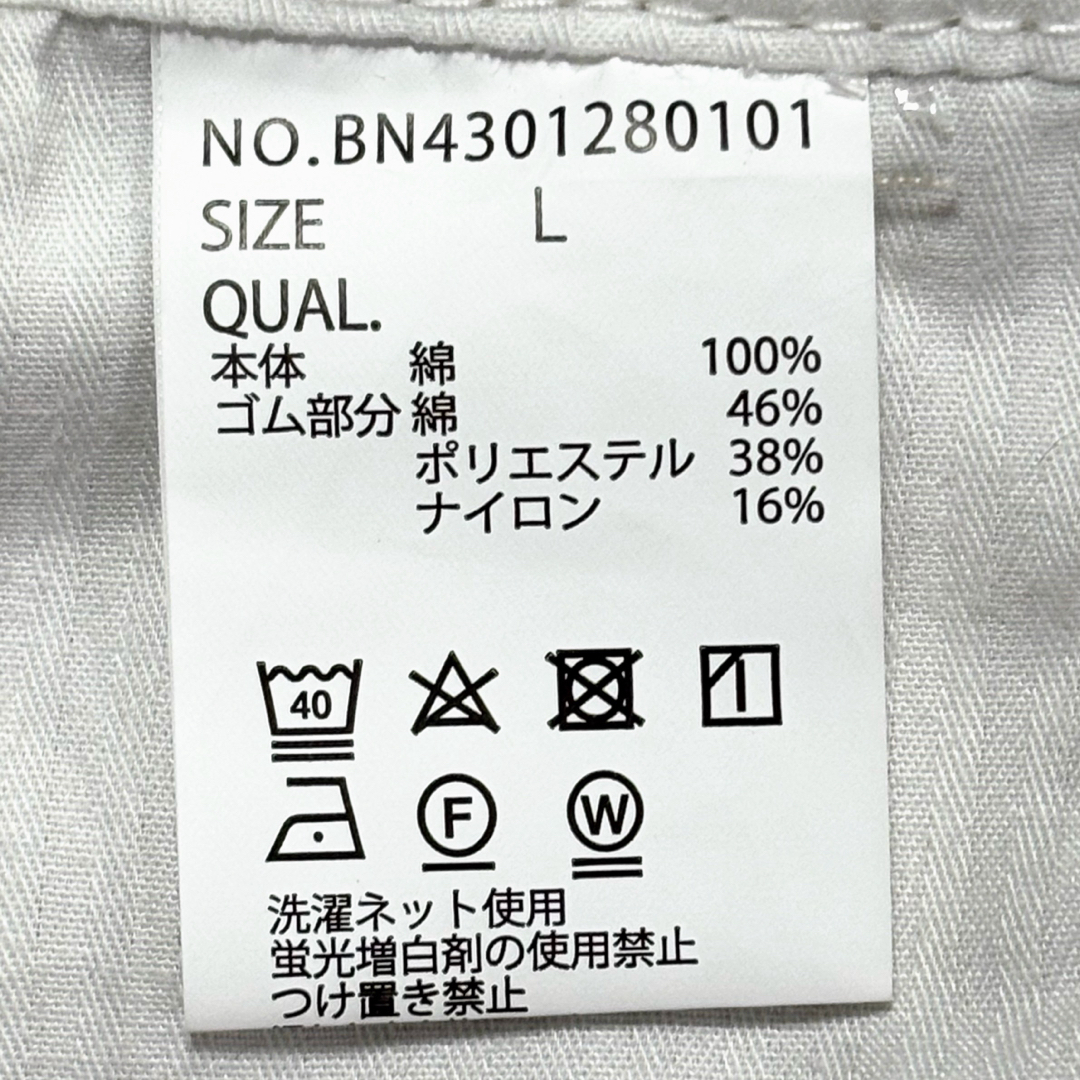 NO.BN4301280101
SIZE L
QUAL.
本体 綿 100%
ゴム部分 綿 46%
ポリエステル 38%
ナイロン 16%
40
F W
洗濯ネット使用
蛍光増白剤の使用禁止
つけ置き禁止